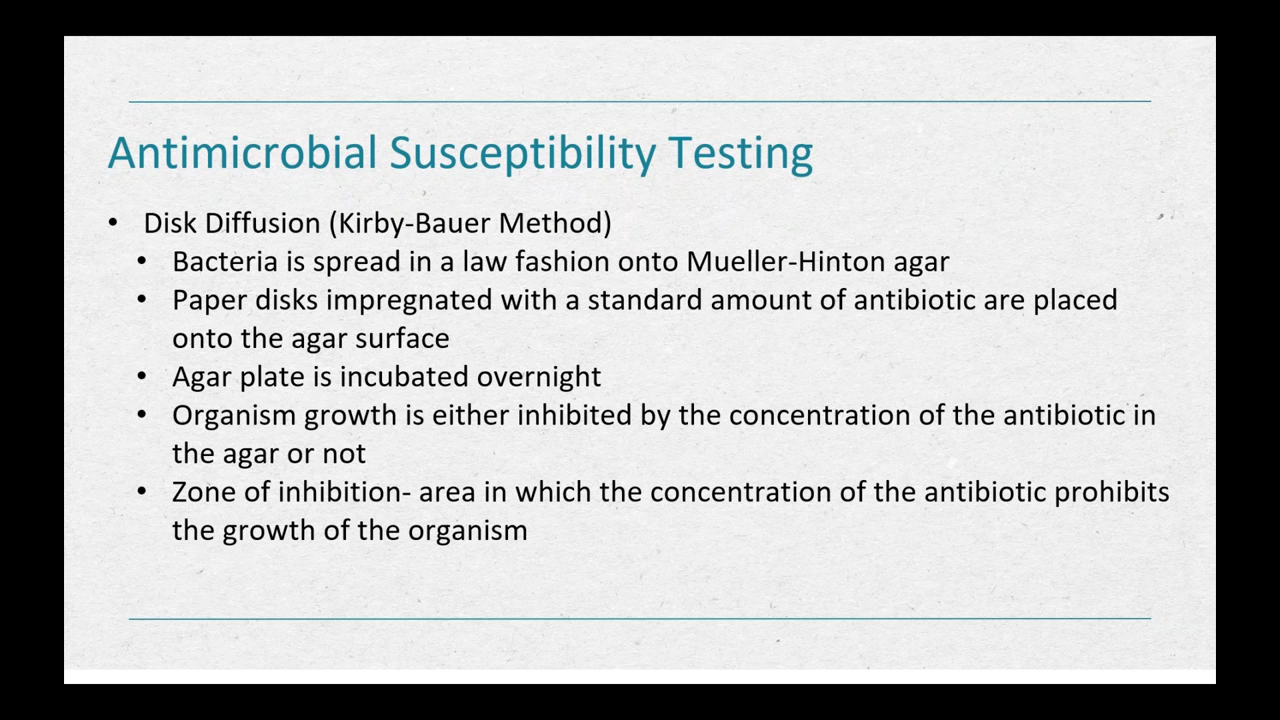 Antimicrobial Susceptibility Testing
• Disk Diffusion (Kirby-Bauer Method)
• Bacteria is spread in a law fashion onto Mueller-Hinton agar
• Paper disks impregnated with a standard amount of antibiotic are placed
onto the agar surface
• Agar plate is incubated overnight
• Organism growth is either inhibited by the concentration of the antibiotic in
the agar or not
• Zone of inhibition- area in which the concentration of the antibiotic prohibits
the growth of the organism